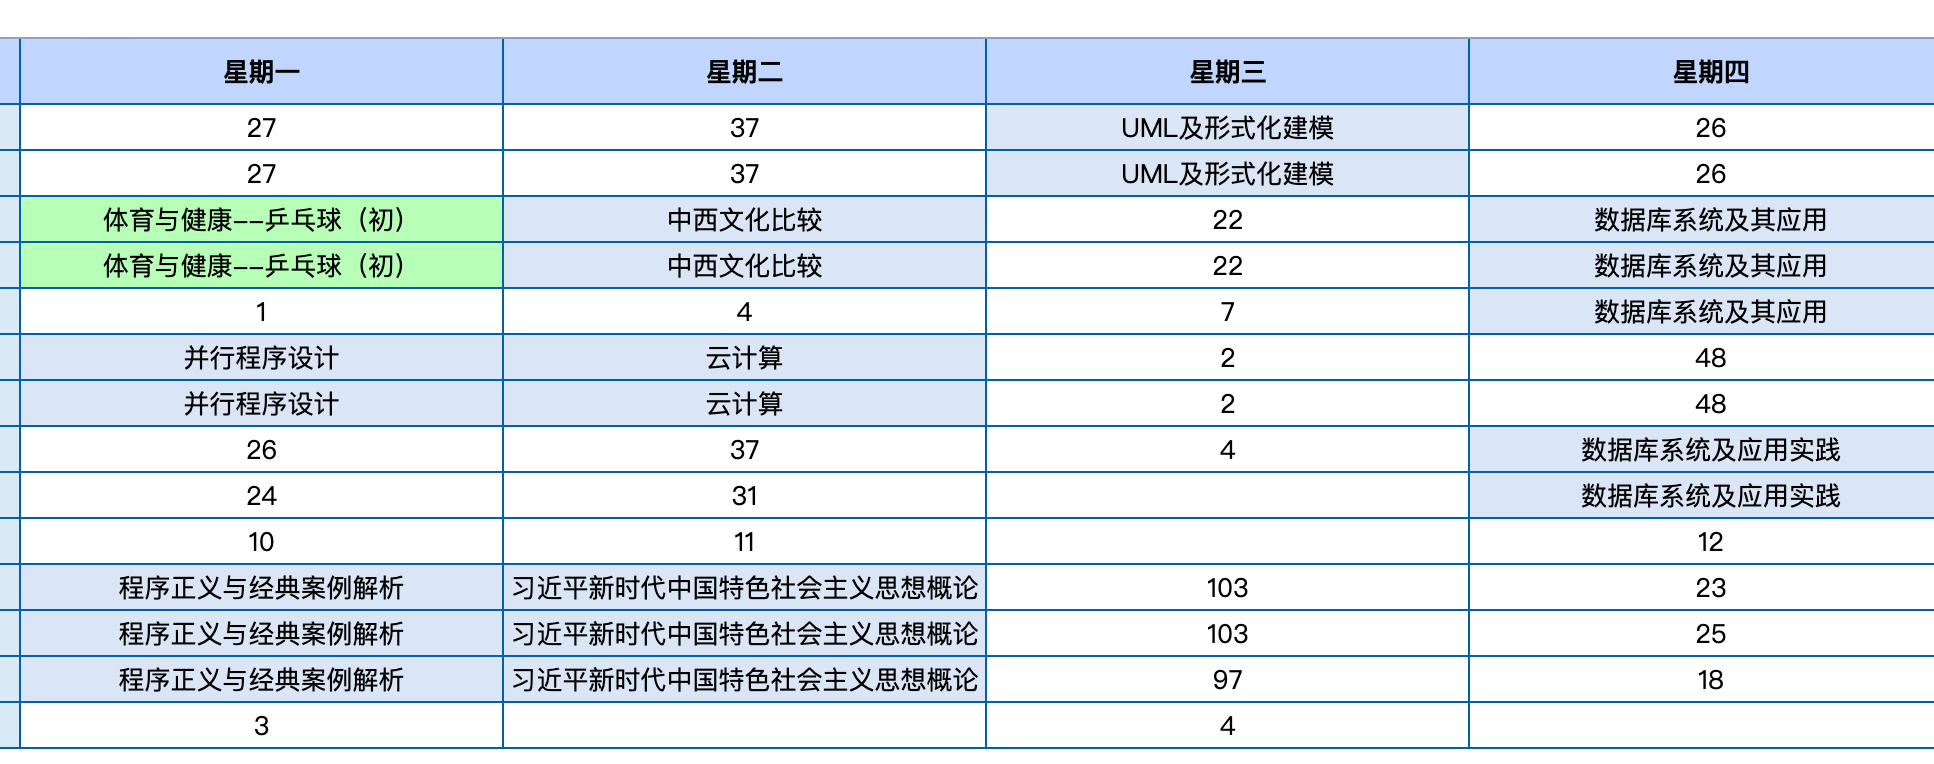 星期一 星期二 星期三 星期四
27 37 UML及形式化建模 26
27 37 UML及形式化建模 26
体育与健康--乒乓球（初） 中西文化比较 22 数据库系统及其应用
体育与健康--乒乓球（初） 中西文化比较 22 数据库系统及其应用
1 4 7 数据库系统及其应用
并行程序设计 云计算 2 48
并行程序设计 云计算 2 48
26 37 4 数据库系统及应用实践
24 31 数据库系统及应用实践
10 11 12
程序正义与经典案例解析 习近平新时代中国特色社会主义思想概论 103 23
程序正义与经典案例解析 习近平新时代中国特色社会主义思想概论 103 25
程序正义与经典案例解析 习近平新时代中国特色社会主义思想概论 97 18
3 4